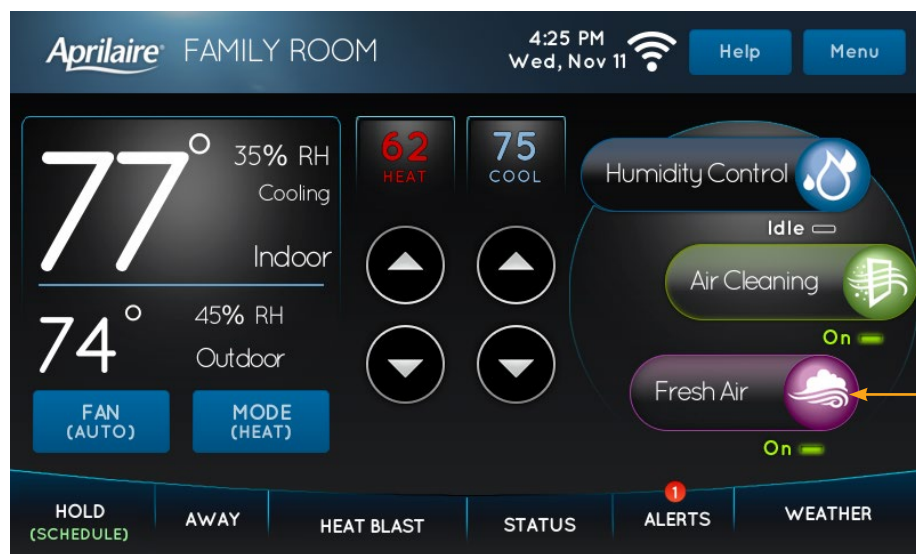 Aprilaire® FAMILY ROOM
4:25 PM
Wed, Nov 11
Help
Menu
77°
35% RH
Cooling
Indoor
74°
45% RH
Outdoor
FAN
(AUTO)
MODE
(HEAT)
62
HEAT
75
COOL
Humidity Control
Idle
Air Cleaning
On
Fresh Air
On
HOLD
(SCHEDULE)
AWAY
HEAT BLAST
STATUS
1
ALERTS
WEATHER